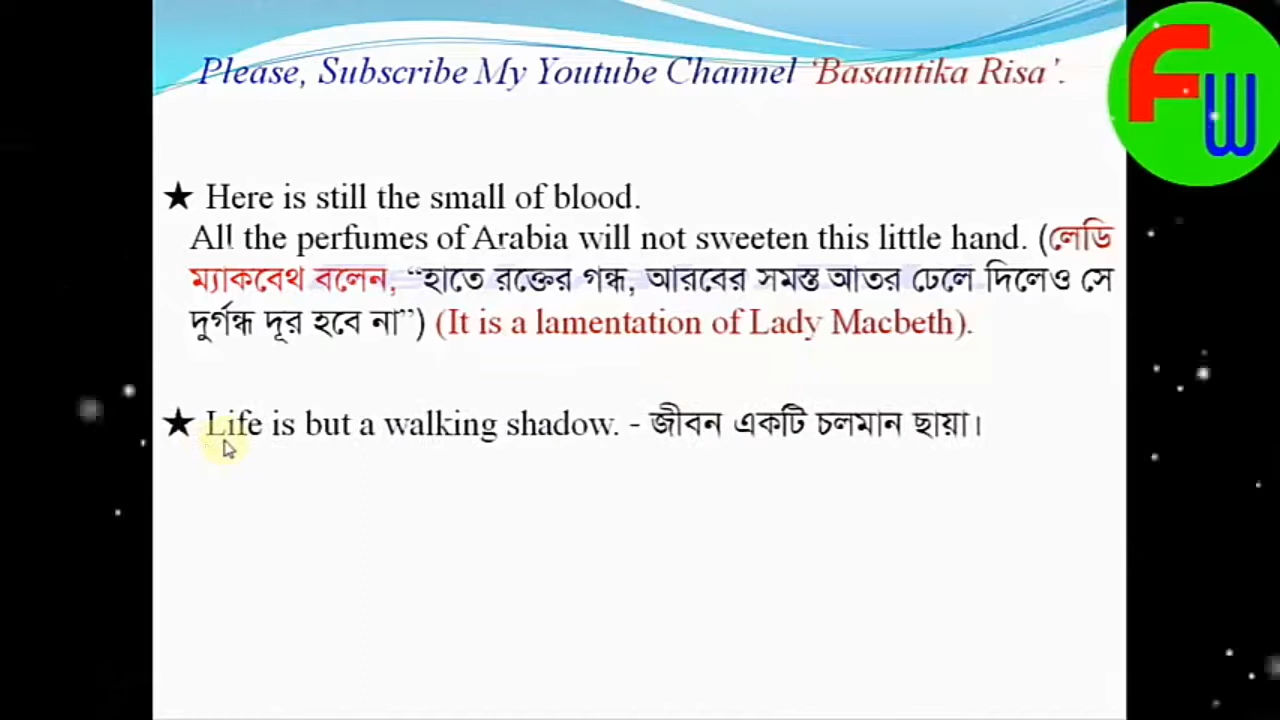 Please, Subscribe My Youtube Channel ‘Basantika Risa’.
FW
★ Here is still the small of blood.
All the perfumes of Arabia will not sweeten this little hand. (লেডি
ম্যাকবেথ বলেন, “হাতে রক্তের গন্ধ, আরবের সমস্ত আতর ঢেলে দিলেও সে
দুর্গন্ধ দূর হবে না”) (It is a lamentation of Lady Macbeth).
★ Life is but a walking shadow. - জীবন একটি চলমান ছায়া।